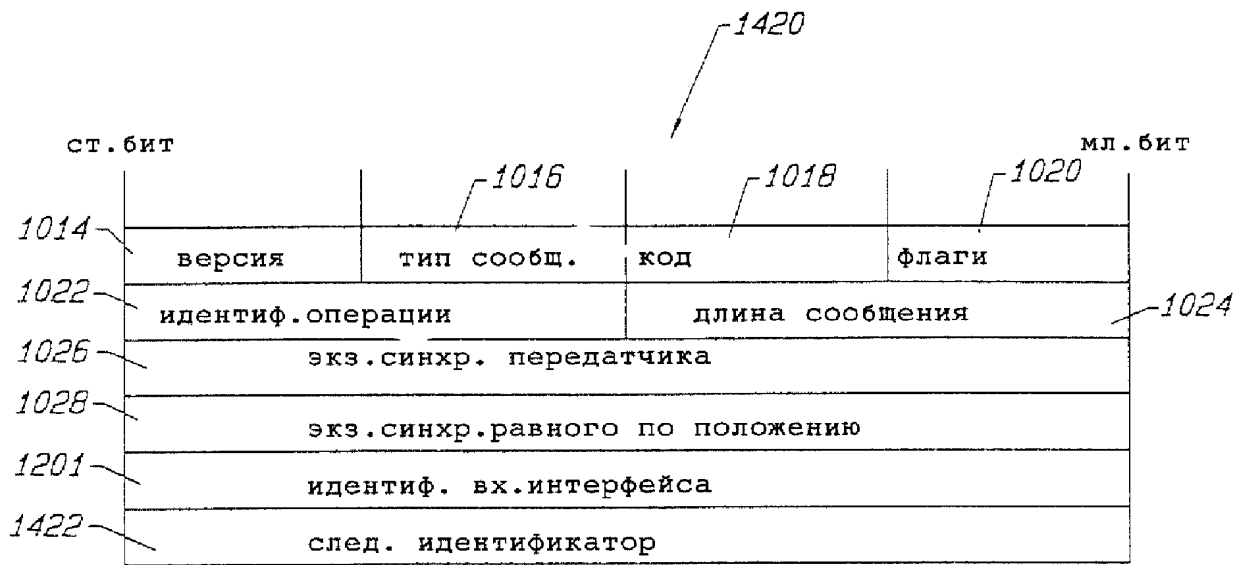 1420
ст.бит мл.бит
1016 1018 1020
1014 версия тип сообщ. код флаги
1022 идентиф.операции длина сообщения 1024
1026 экз.синхр. передатчика
1028 экз.синхр.равного по положению
1201 идентиф. вх.интерфейса
1422 след. идентификатор